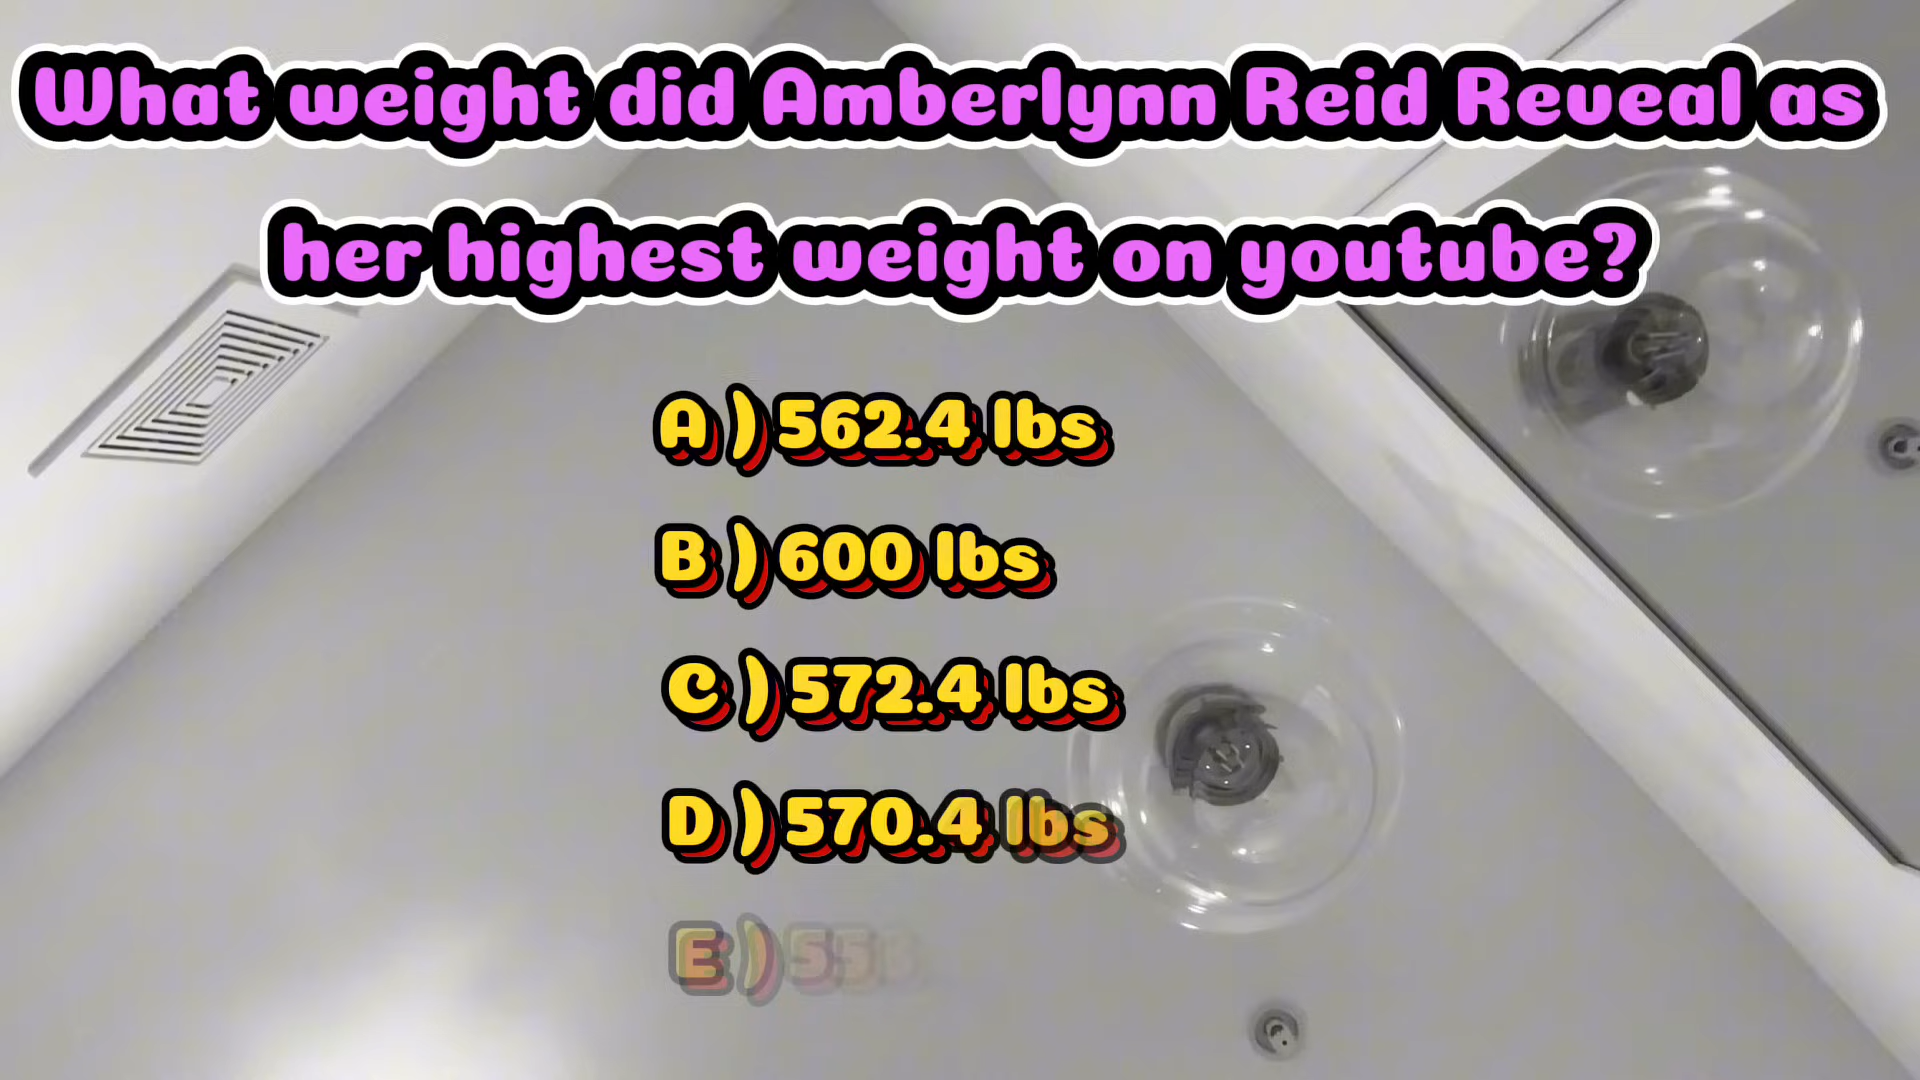 What weight did Amberlynn Reid Reveal as
her highest weight on youtube?
A ) 562.4 lbs
B ) 600 lbs
C ) 572.4 lbs
D ) 570.4 lbs
E )